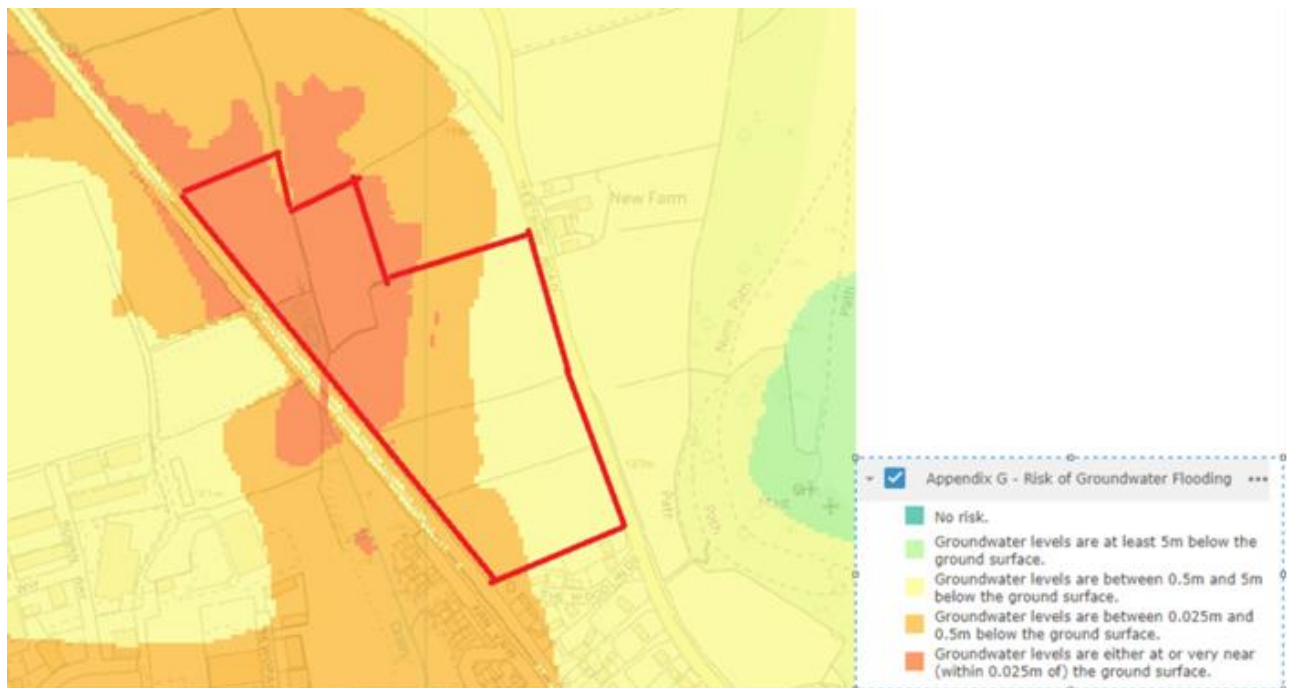 New Farm
Path
Path
Path
Appendix G - Risk of Groundwater Flooding
No risk.
Groundwater levels are at least 5m below the
ground surface.
Groundwater levels are between 0.5m and 5m
below the ground surface.
Groundwater levels are between 0.025m and
0.5m below the ground surface.
Groundwater levels are either at or very near
(within 0.025m of) the ground surface.